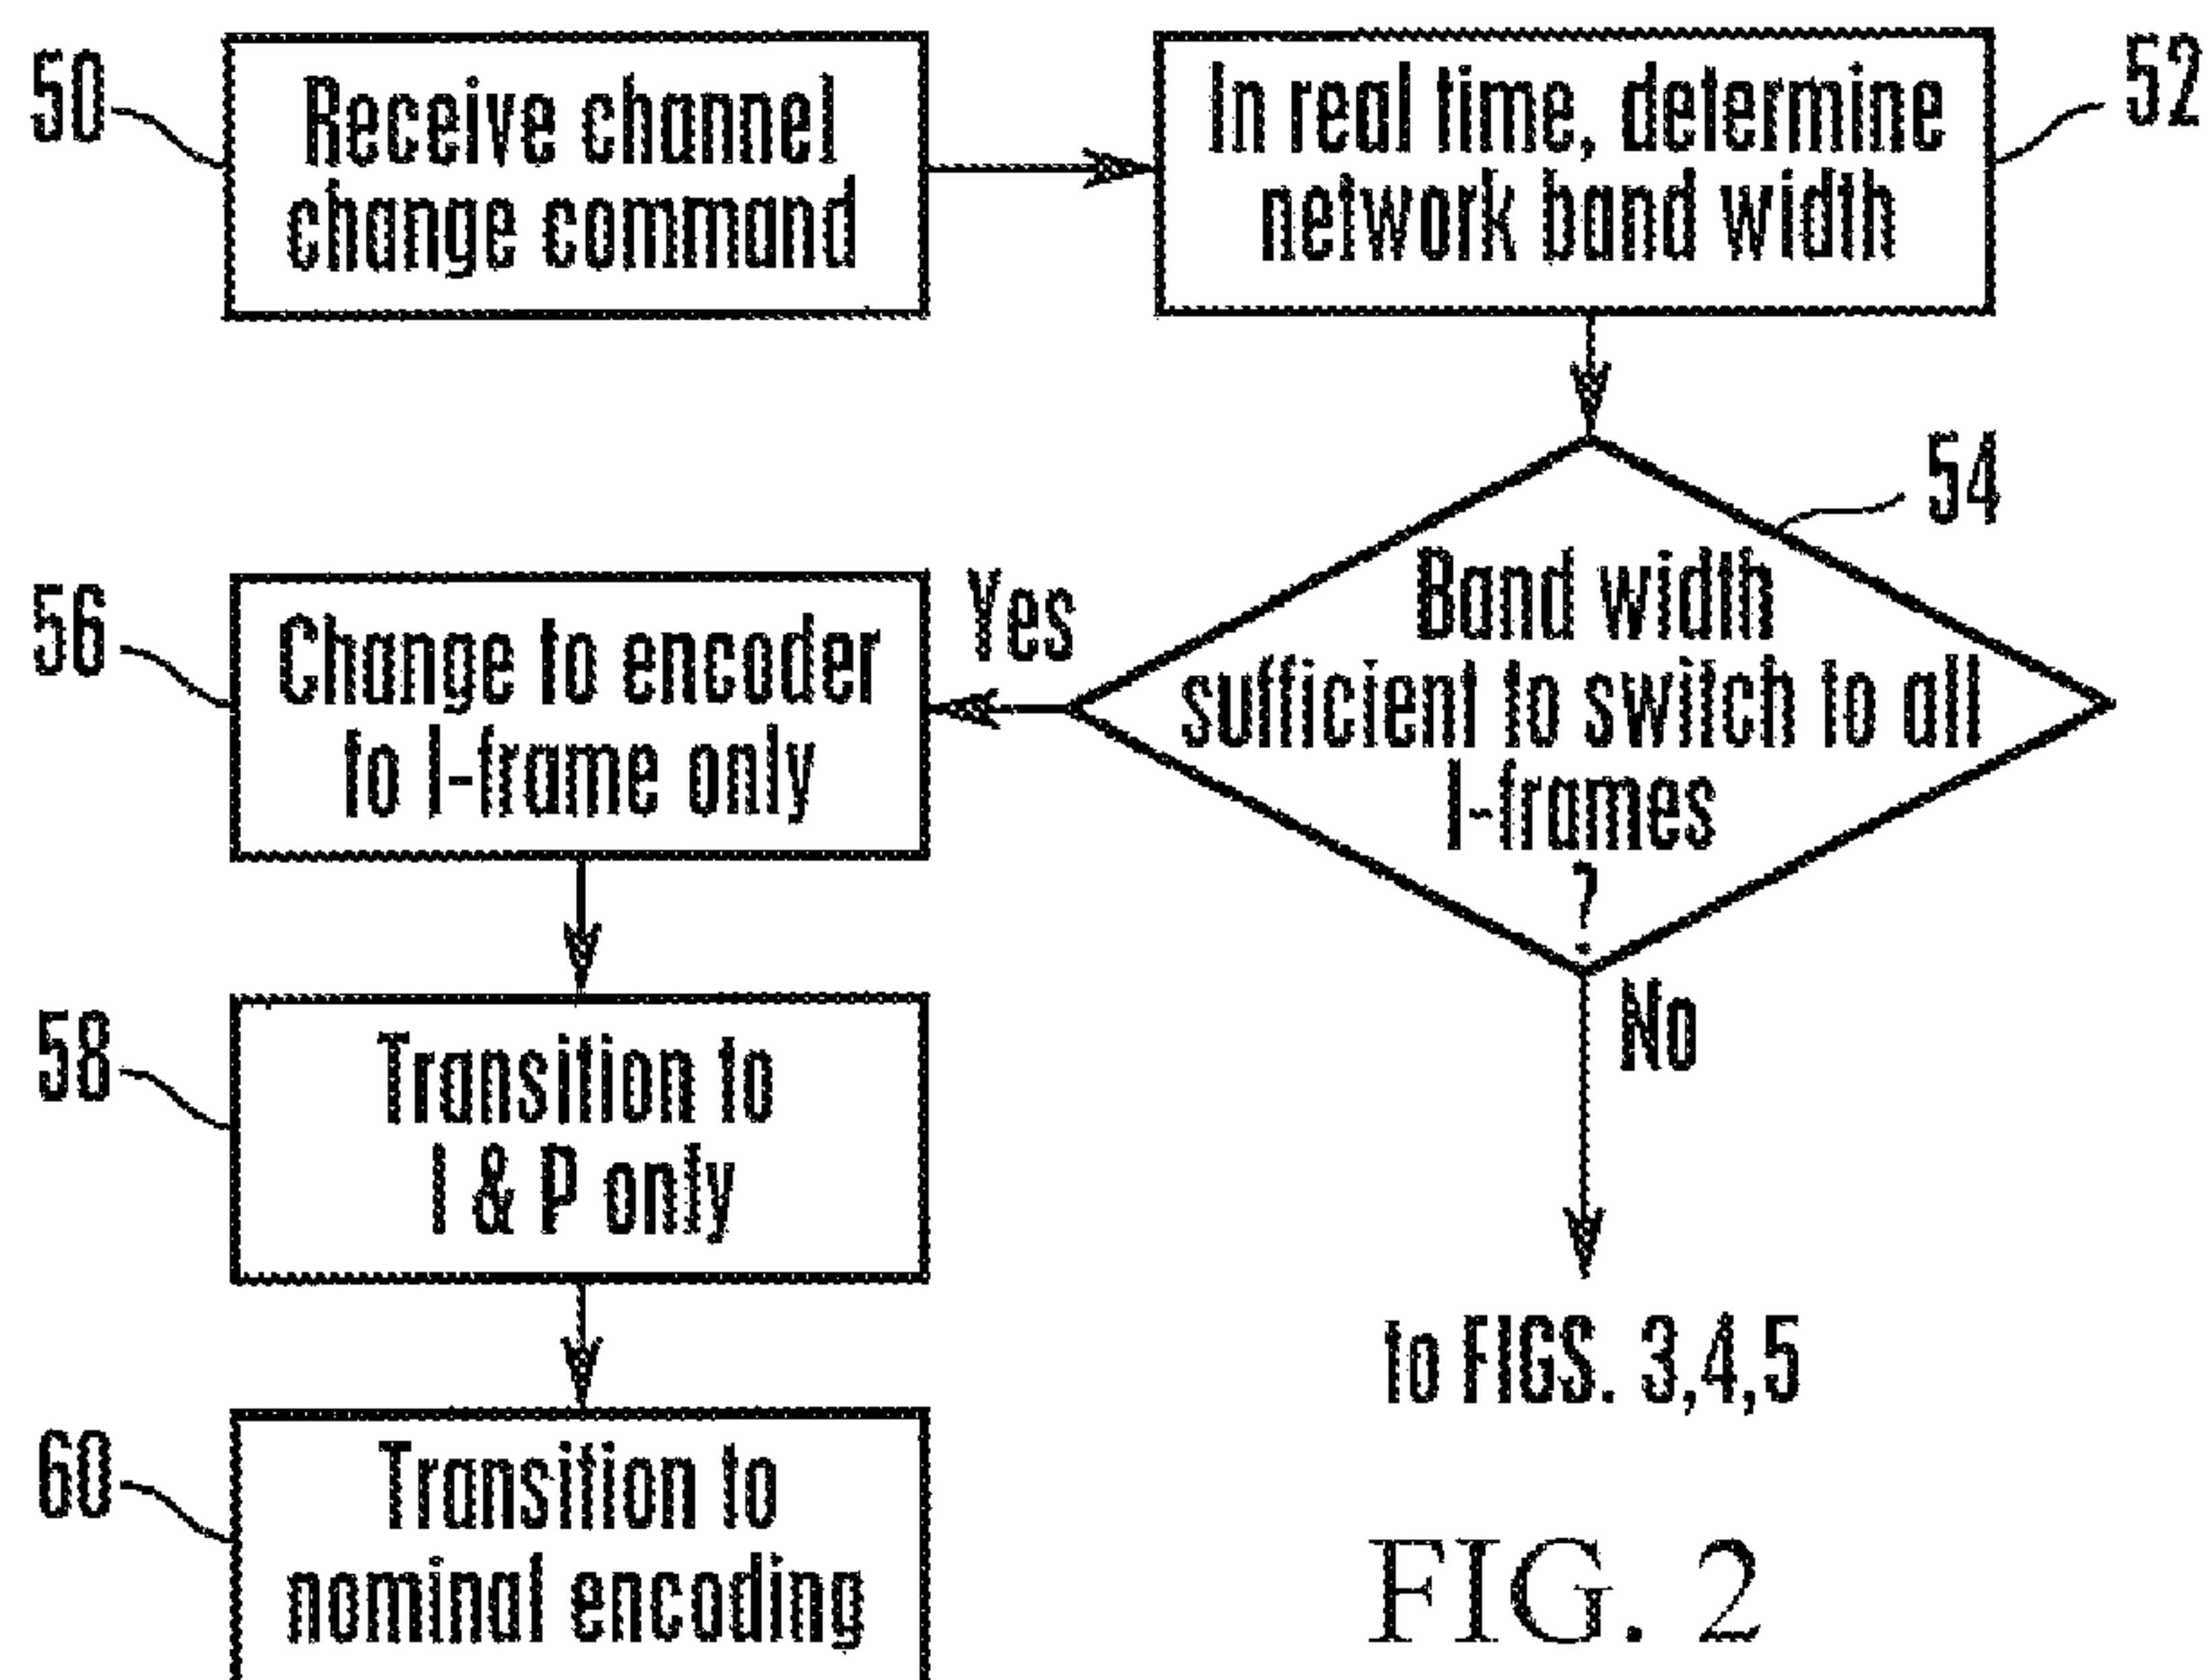 50
Receive channel
change command
In real time, determine
network band width
52
54
Band width
sufficient to switch to all
I-frames
?
Yes
No
56
Change to encoder
to I-frame only
58
Transition to
I & P only
60
Transition to
nominal encoding
to FIGS. 3,4,5
FIG. 2